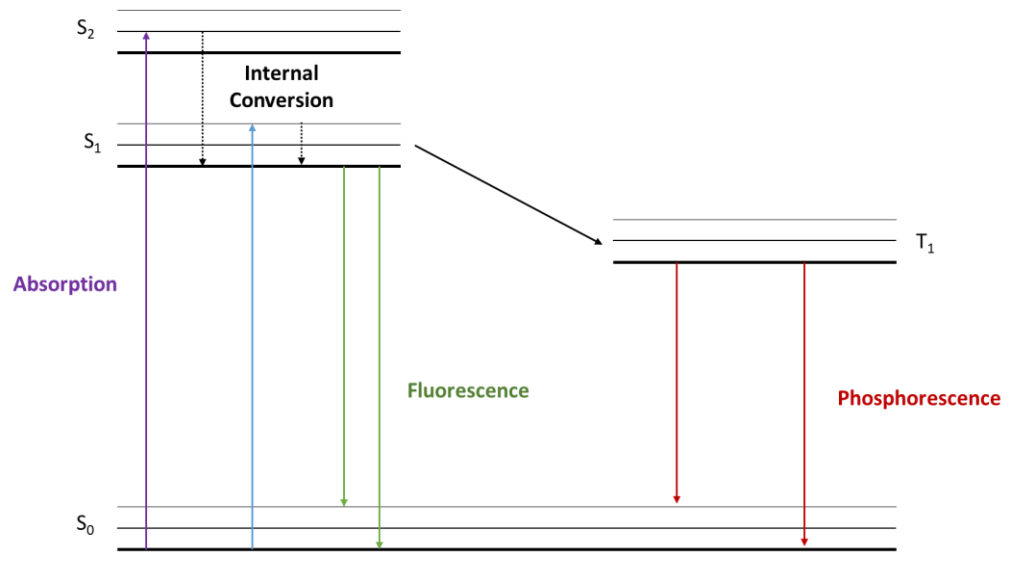 S₂
Internal
Conversion
S₁
T₁
Absorption
Fluorescence
Phosphorescence
S₀